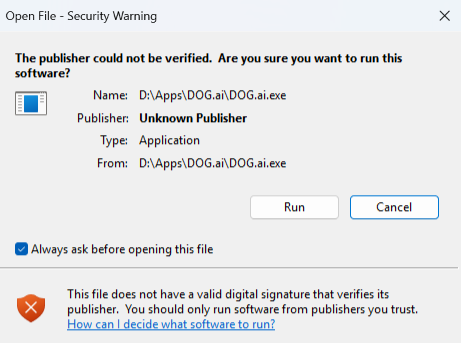 Open File - Security Warning
The publisher could not be verified.  Are you sure you want to run this
software?
Name: D:\Apps\DOG.ai\DOG.ai.exe
Publisher: Unknown Publisher
Type: Application
From: D:\Apps\DOG.ai\DOG.ai.exe
Run Cancel
Always ask before opening this file
This file does not have a valid digital signature that verifies its
publisher.  You should only run software from publishers you trust.
How can I decide what software to run?